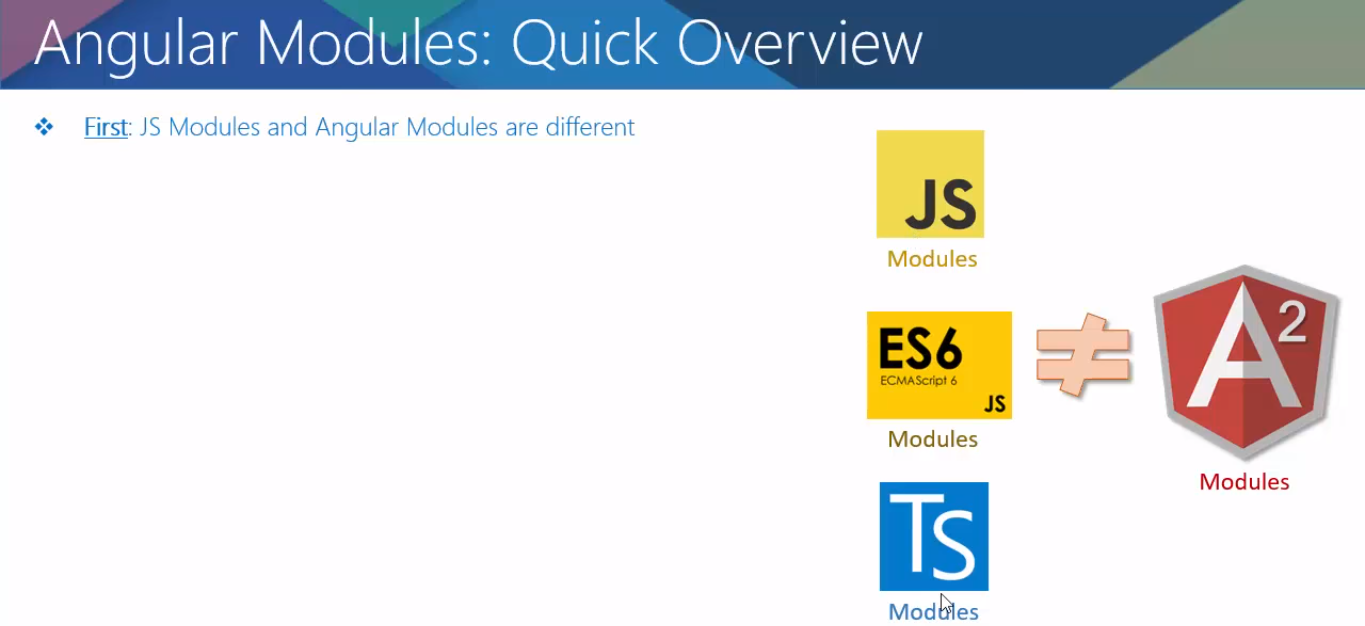 Angular Modules: Quick Overview
First: JS Modules and Angular Modules are different
JS
Modules
ES6
ECMAScript 6
JS
Modules
A2
Modules
TS
Modules